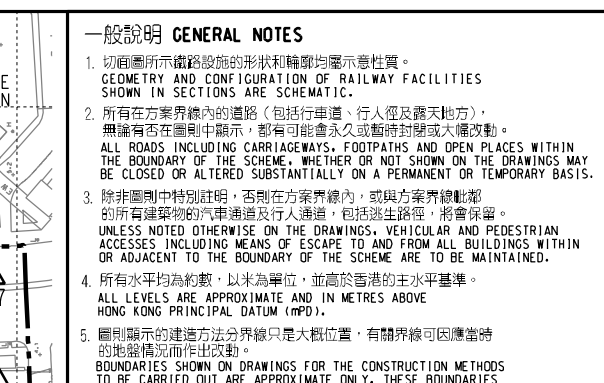 一般說明 GENERAL NOTES
1. 切面圖所示鐵路設施的形狀和輪廓均屬示意性質。
GEOMETRY AND CONFIGURATION OF RAILWAY FACILITIES
SHOWN IN SECTIONS ARE SCHEMATIC.
2. 所有在方案界線內的道路（包括行車道、行人徑及露天地方），
無論有否在圖則中顯示，都有可能會永久或暫時封閉或大幅改動。
ALL ROADS INCLUDING CARRIAGEWAYS, FOOTPATHS AND OPEN PLACES WITHIN
THE BOUNDARY OF THE SCHEME, WHETHER OR NOT SHOWN ON THE DRAWINGS MAY
BE CLOSED OR ALTERED SUBSTANTIALLY ON A PERMANENT OR TEMPORARY BASIS.
3. 除非圖則中特別註明，否則在方案界線內，或與方案界線毗鄰
的所有建築物的汽車通道及行人通道，包括逃生路徑，將會保留。
UNLESS NOTED OTHERWISE ON THE DRAWINGS, VEHICULAR AND PEDESTRIAN
ACCESSES INCLUDING MEANS OF ESCAPE TO AND FROM ALL BUILDINGS WITHIN
OR ADJACENT TO THE BOUNDARY OF THE SCHEME ARE TO BE MAINTAINED.
4. 所有水平均為約數，以米為單位，並高於香港的主水平基準。
ALL LEVELS ARE APPROXIMATE AND IN METRES ABOVE
HONG KONG PRINCIPAL DATUM (mPD).
5. 圖則顯示的建造方法分界線只是大概位置，有關界線可因應當時
的地盤情況而作出改動。
BOUNDARIES SHOWN ON DRAWINGS FOR THE CONSTRUCTION METHODS
TO BE CARRIED OUT ARE APPROXIMATE ONLY. THESE BOUNDARIES